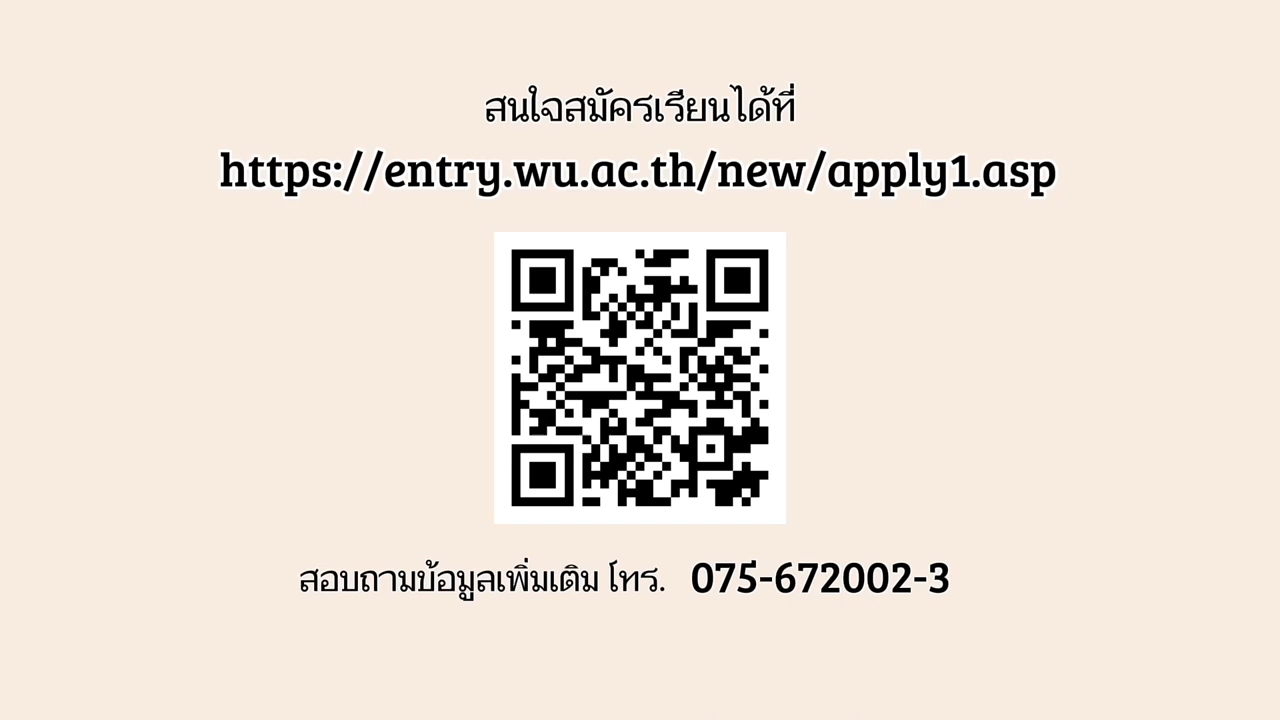 สนใจสมัครเรียนได้ที่
https://entry.wu.ac.th/new/apply1.asp
สอบถามข้อมูลเพิ่มเติม โทร. 075-672002-3